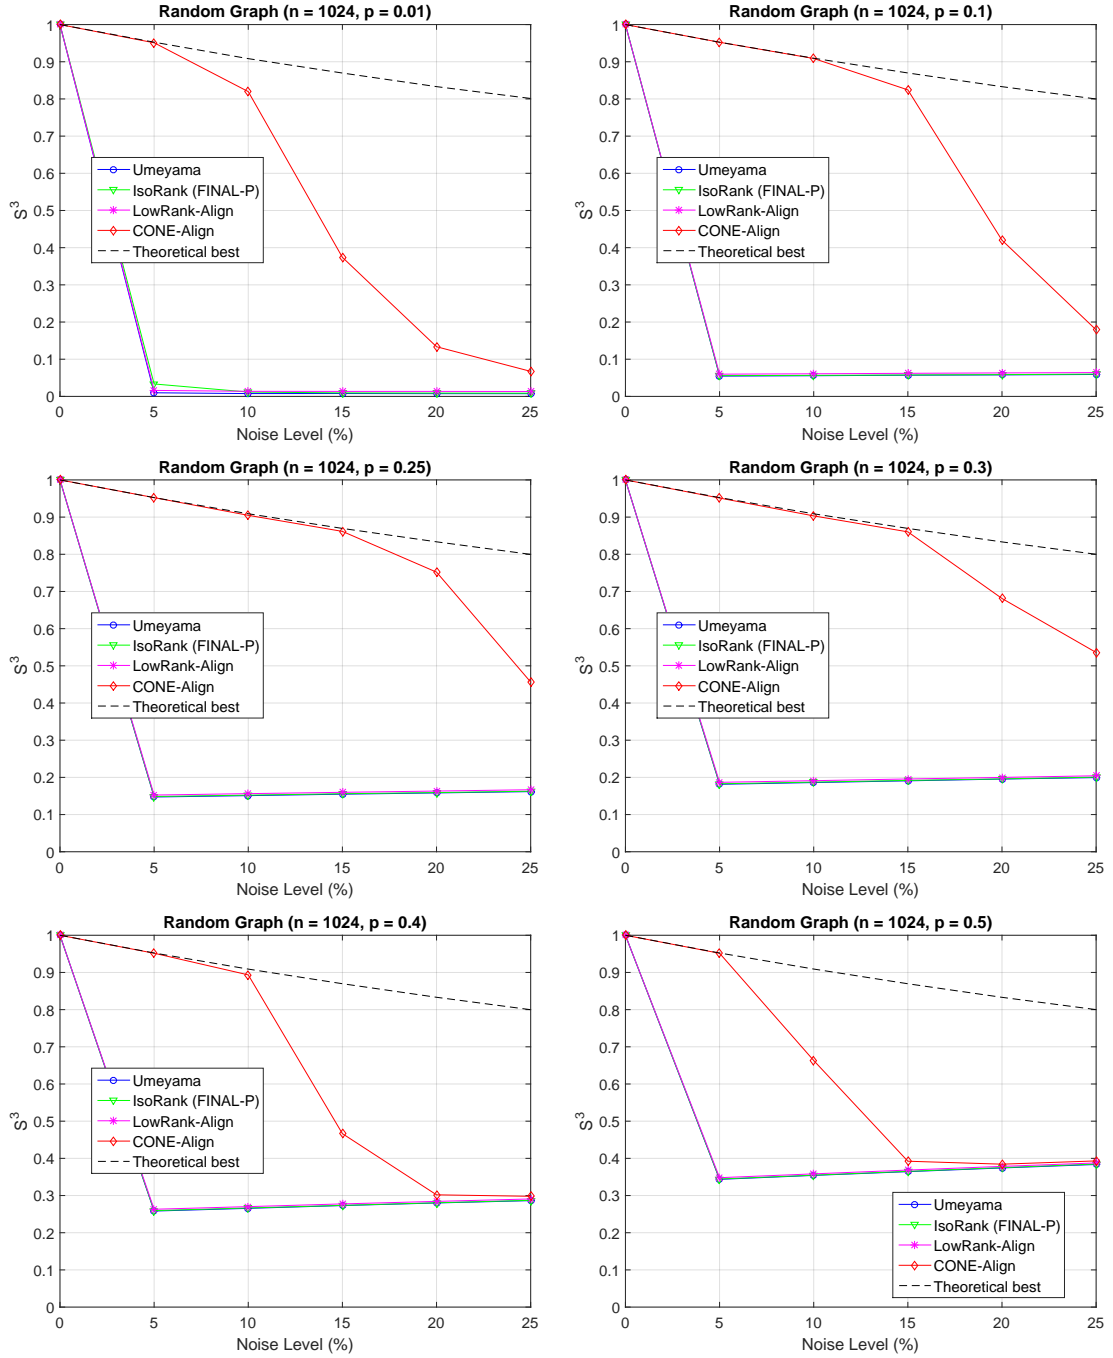 Random Graph (n = 1024, p = 0.01)
S^3
1
0.9
0.8
0.7
0.6
0.5
0.4
0.3
0.2
0.1
0
Umeyama
IsoRank (FINAL-P)
LowRank-Align
CONE-Align
Theoretical best
0 5 10 15 20 25
Noise Level (%)
Random Graph (n = 1024, p = 0.1)
S^3
1
0.9
0.8
0.7
0.6
0.5
0.4
0.3
0.2
0.1
0
Umeyama
IsoRank (FINAL-P)
LowRank-Align
CONE-Align
Theoretical best
0 5 10 15 20 25
Noise Level (%)
Random Graph (n = 1024, p = 0.25)
S^3
1
0.9
0.8
0.7
0.6
0.5
0.4
0.3
0.2
0.1
0
Umeyama
IsoRank (FINAL-P)
LowRank-Align
CONE-Align
Theoretical best
0 5 10 15 20 25
Noise Level (%)
Random Graph (n = 1024, p = 0.3)
S^3
1
0.9
0.8
0.7
0.6
0.5
0.4
0.3
0.2
0.1
0
Umeyama
IsoRank (FINAL-P)
LowRank-Align
CONE-Align
Theoretical best
0 5 10 15 20 25
Noise Level (%)
Random Graph (n = 1024, p = 0.4)
S^3
1
0.9
0.8
0.7
0.6
0.5
0.4
0.3
0.2
0.1
0
Umeyama
IsoRank (FINAL-P)
LowRank-Align
CONE-Align
Theoretical best
0 5 10 15 20 25
Noise Level (%)
Random Graph (n = 1024, p = 0.5)
S^3
1
0.9
0.8
0.7
0.6
0.5
0.4
0.3
0.2
0.1
0
Umeyama
IsoRank (FINAL-P)
LowRank-Align
CONE-Align
Theoretical best
0 5 10 15 20 25
Noise Level (%)